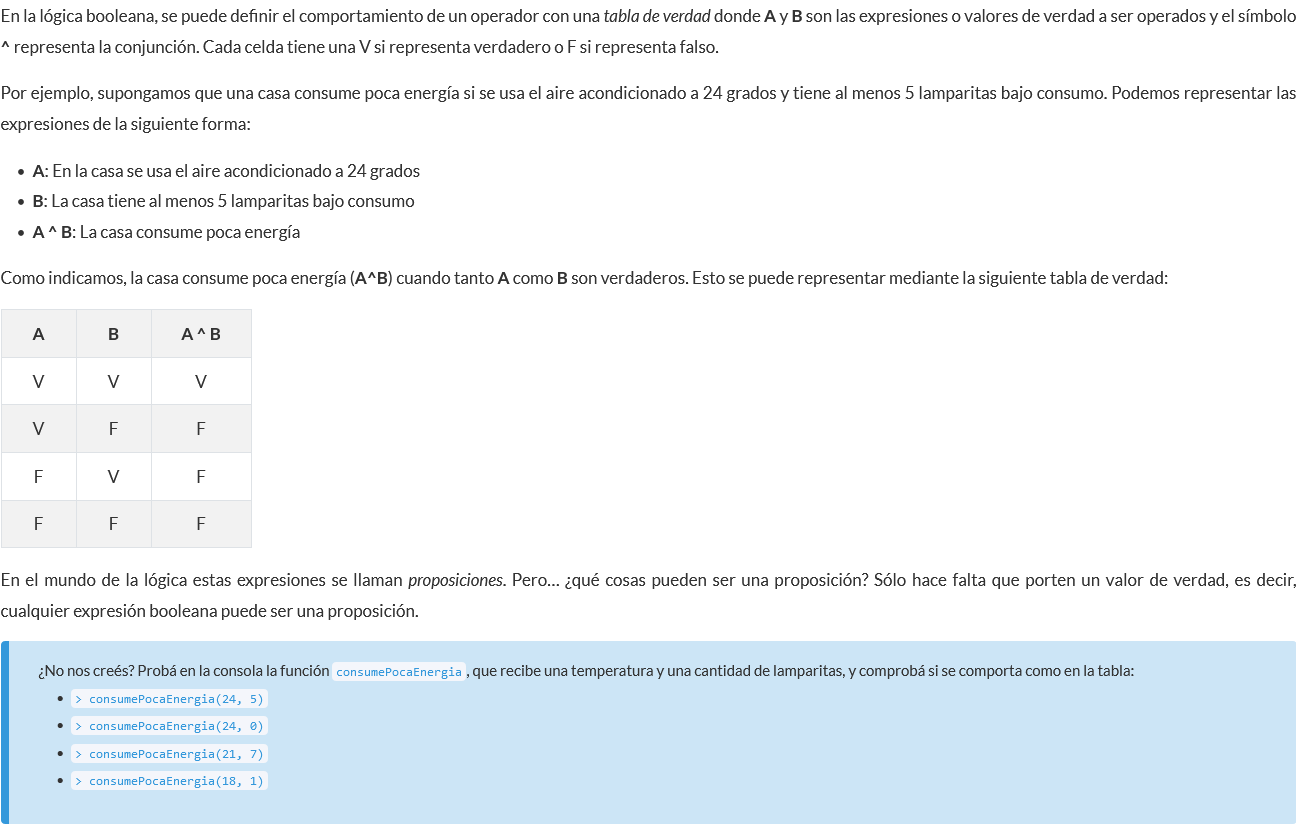 En la lógica booleana, se puede definir el comportamiento de un operador con una tabla de verdad donde A y B son las expresiones o valores de verdad a ser operados y el símbolo
^ representa la conjunción. Cada celda tiene una V si representa verdadero o F si representa falso.
Por ejemplo, supongamos que una casa consume poca energía si se usa el aire acondicionado a 24 grados y tiene al menos 5 lamparitas bajo consumo. Podemos representar las
expresiones de la siguiente forma:
• A: En la casa se usa el aire acondicionado a 24 grados
• B: La casa tiene al menos 5 lamparitas bajo consumo
• A ^ B: La casa consume poca energía
Como indicamos, la casa consume poca energía (A^B) cuando tanto A como B son verdaderos. Esto se puede representar mediante la siguiente tabla de verdad:
A B A ^ B
V V V
V F F
F V F
F F F
En el mundo de la lógica estas expresiones se llaman proposiciones. Pero... ¿qué cosas pueden ser una proposición? Sólo hace falta que porten un valor de verdad, es decir,
cualquier expresión booleana puede ser una proposición.
¿No nos creés? Probá en la consola la función consumePocaEnergia, que recibe una temperatura y una cantidad de lamparitas, y comprobá si se comporta como en la tabla:
• > consumePocaEnergia(24, 5)
• > consumePocaEnergia(24, 0)
• > consumePocaEnergia(21, 7)
• > consumePocaEnergia(18, 1)